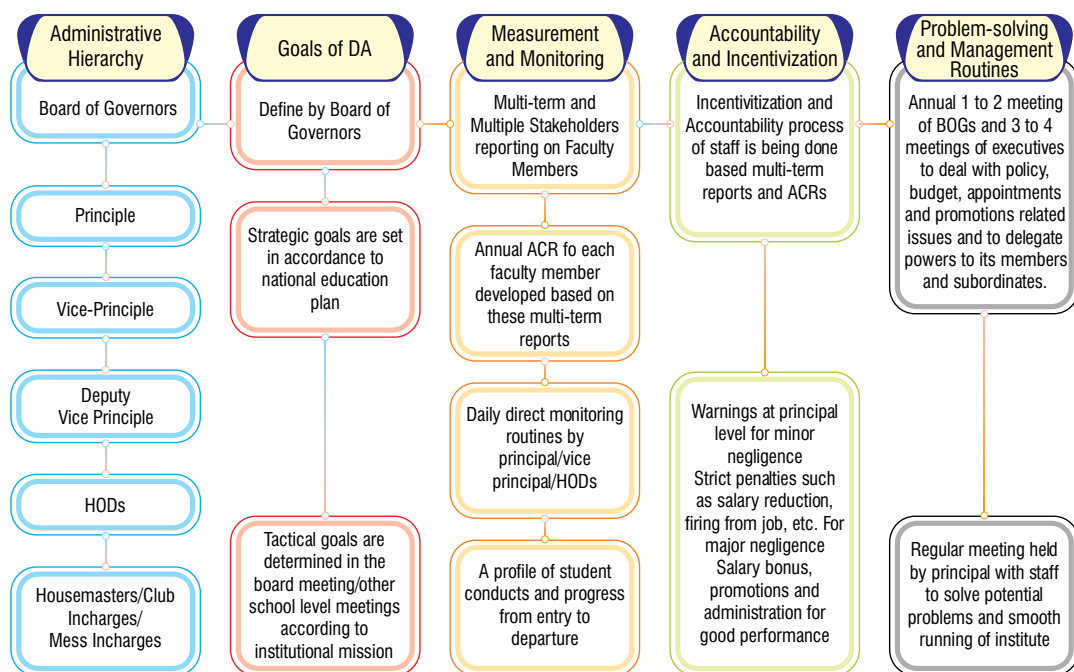 Administrative
Hierarchy
Board of Governors
Principle
Vice-Principle
Deputy
Vice Principle
HODs
Housemasters/Club
Incharges/
Mess Incharges
Goals of DA
Define by Board of
Governors
Strategic goals are set
in accordance to
national education
plan
Tactical goals are
determined in the
board meeting/other
school level meetings
according to
institutional mission
Measurement
and Monitoring
Multi-term and
Multiple Stakeholders
reporting on Faculty
Members
Annual ACR fo each
faculty member
developed based on
these multi-term
reports
Daily direct monitoring
routines by
principal/vice
principal/HODs
A profile of student
conducts and progress
from entry to
departure
Accountability
and Incentivization
Incentivitization and
Accountability process
of staff is being done
based multi-term
reports and ACRs
Warnings at principal
level for minor
negligence
Strict penalties such
as salary reduction,
firing from job, etc. For
major negligence
Salary bonus,
promotions and
administration for
good performance
Problem-solving
and Management
Routines
Annual 1 to 2 meeting
of BOGs and 3 to 4
meetings of executives
to deal with policy,
budget, appointments
and promotions related
issues and to delegate
powers to its members
and subordinates.
Regular meeting held
by principal with staff
to solve potential
problems and smooth
running of institute